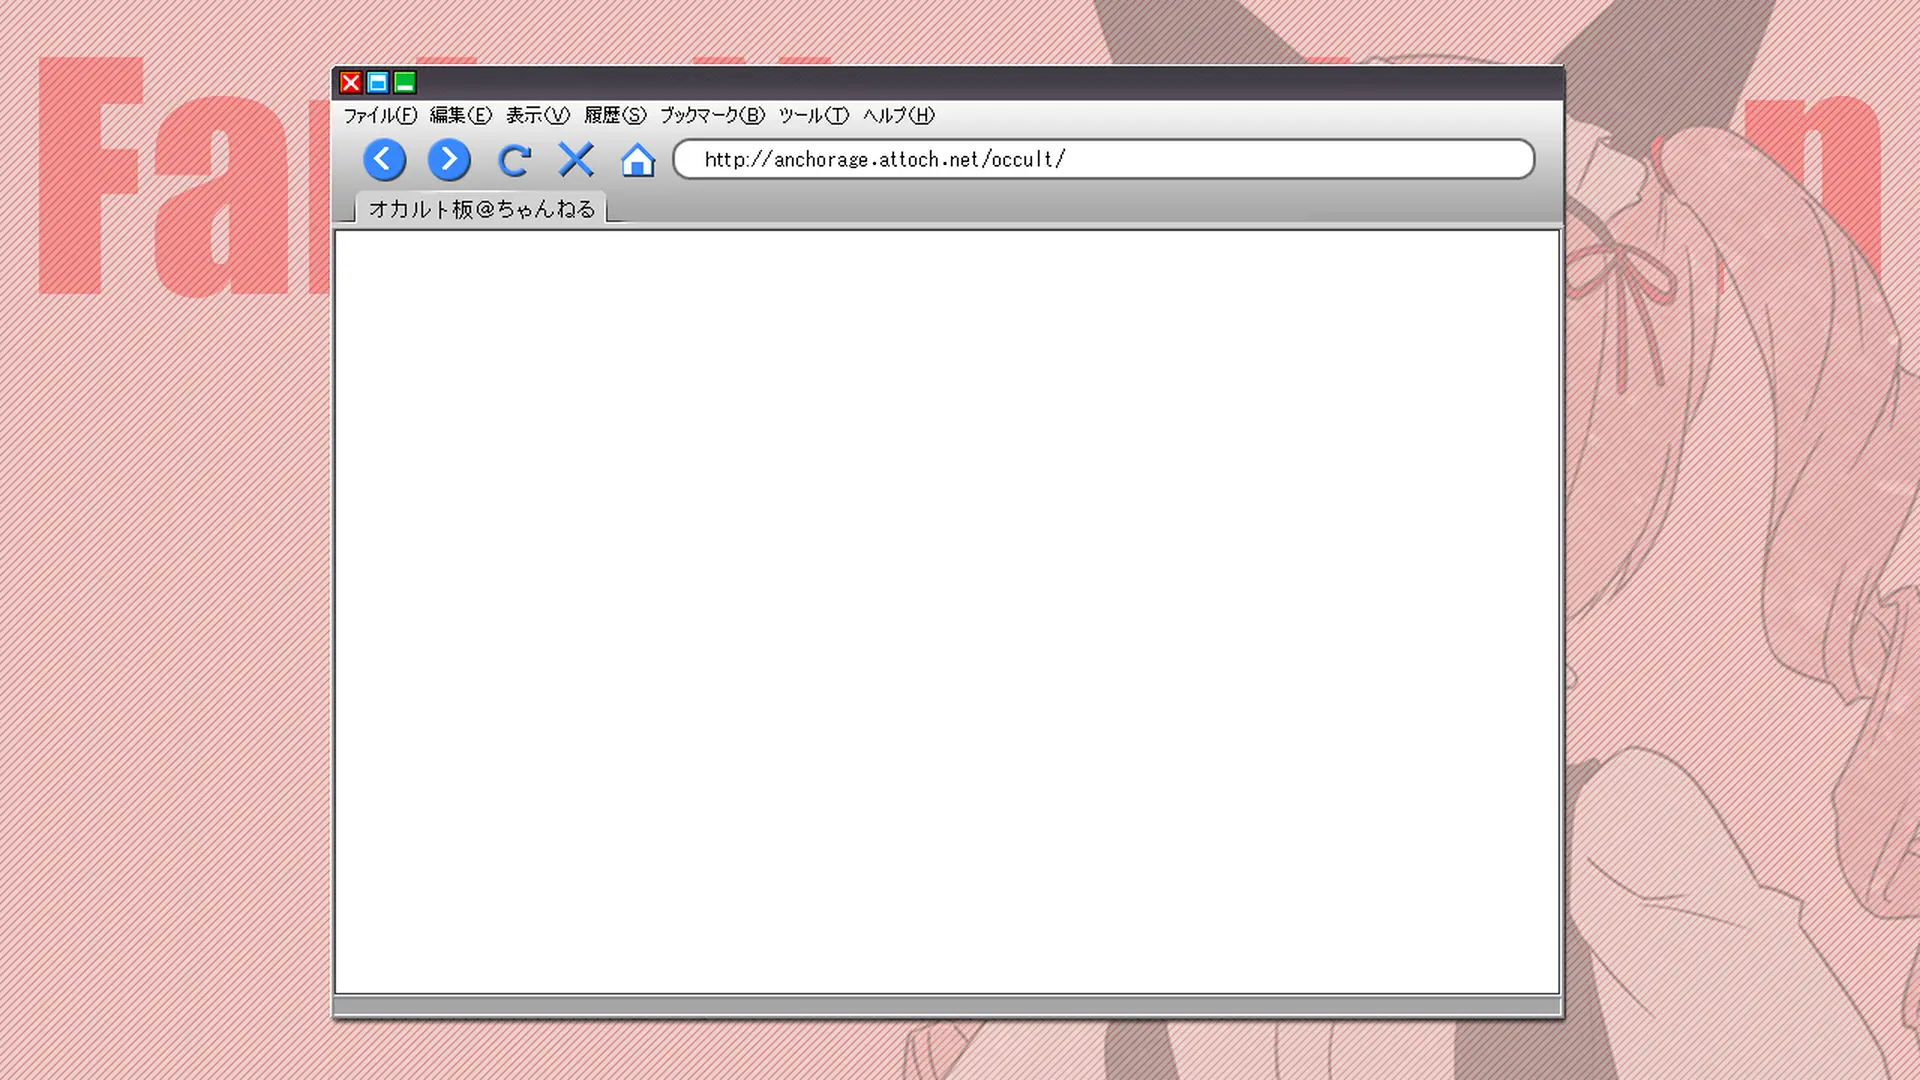 Fa
n
ファイル(F) 編集(E) 表示(V) 履歴(S) ブックマーク(B) ツール(T) ヘルプ(H)
http://anchorage.attoch.net/occult/
オカルト板@ちゃんねる